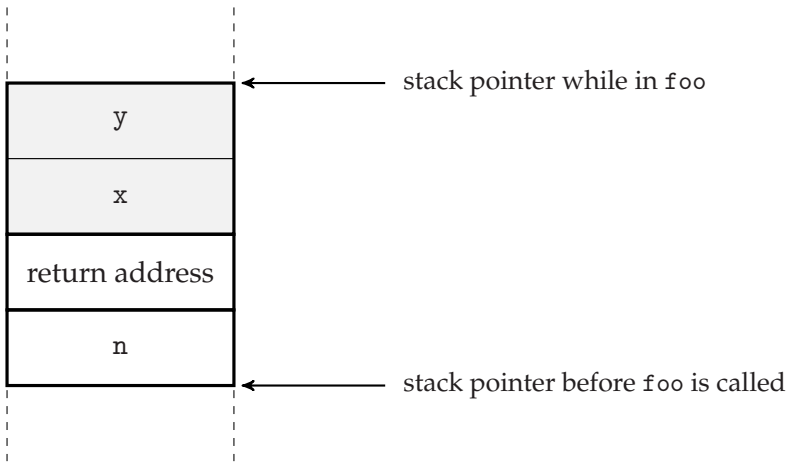 stack pointer while in foo
y
x
return address
n
stack pointer before foo is called